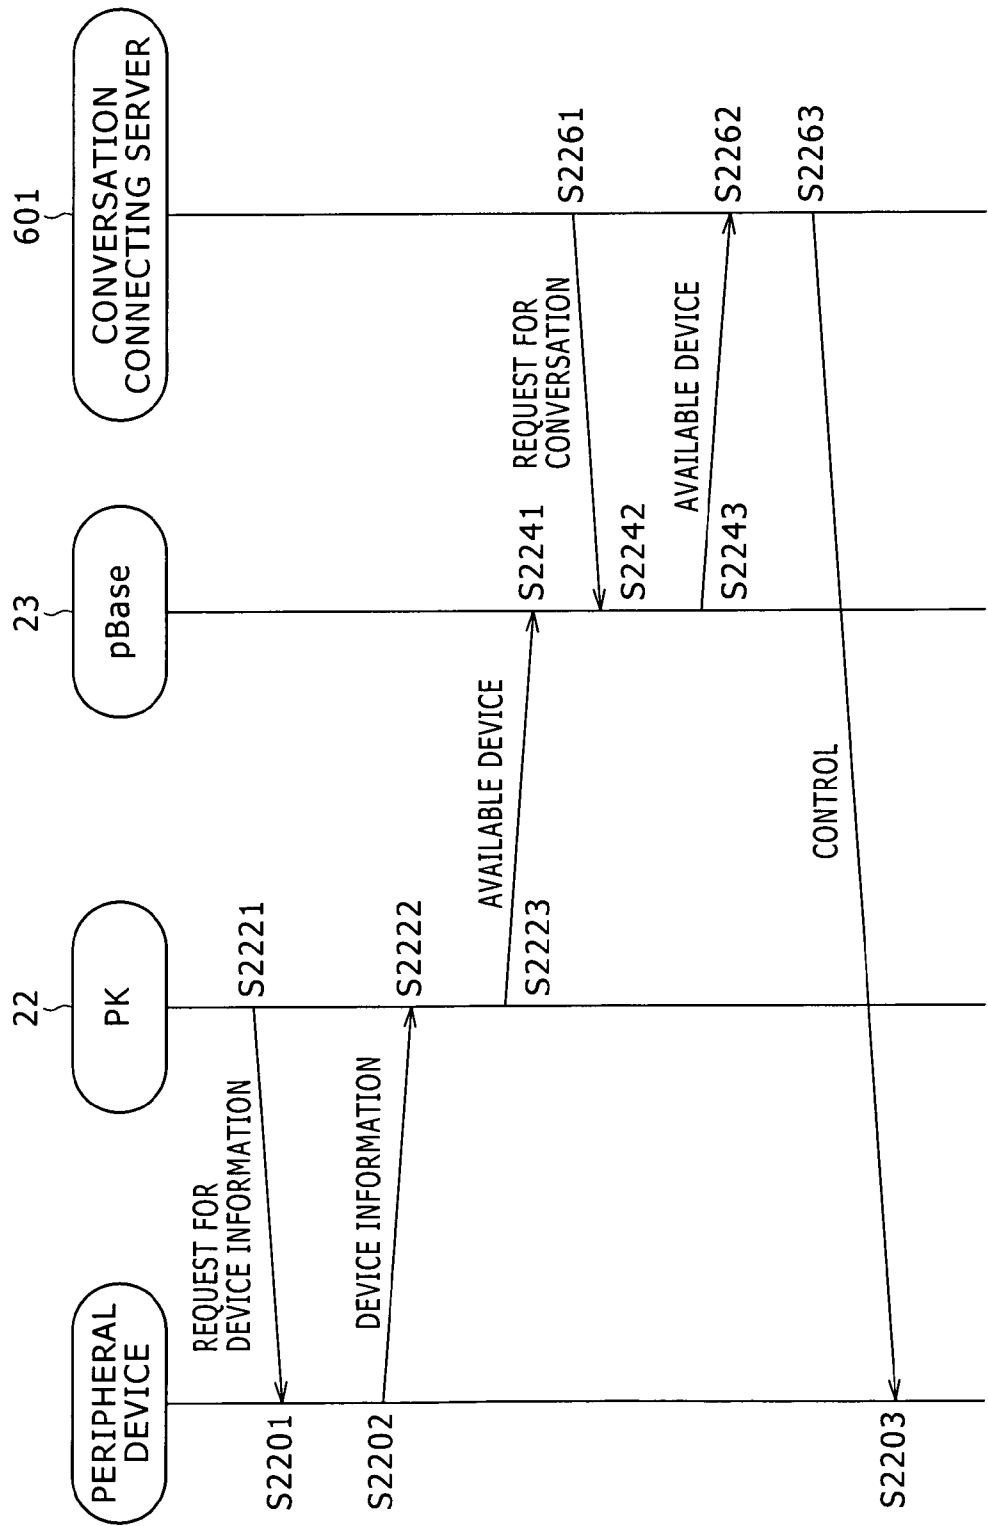 22
23
601
PERIPHERAL
DEVICE
PK
pBase
CONVERSATION
CONNECTING SERVER
REQUEST FOR
DEVICE INFORMATION
S2221
S2201
DEVICE INFORMATION
S2222
S2202
AVAILABLE DEVICE
S2241
S2223
REQUEST FOR
CONVERSATION
S2261
S2242
AVAILABLE DEVICE
S2262
S2243
CONTROL
S2263
S2203